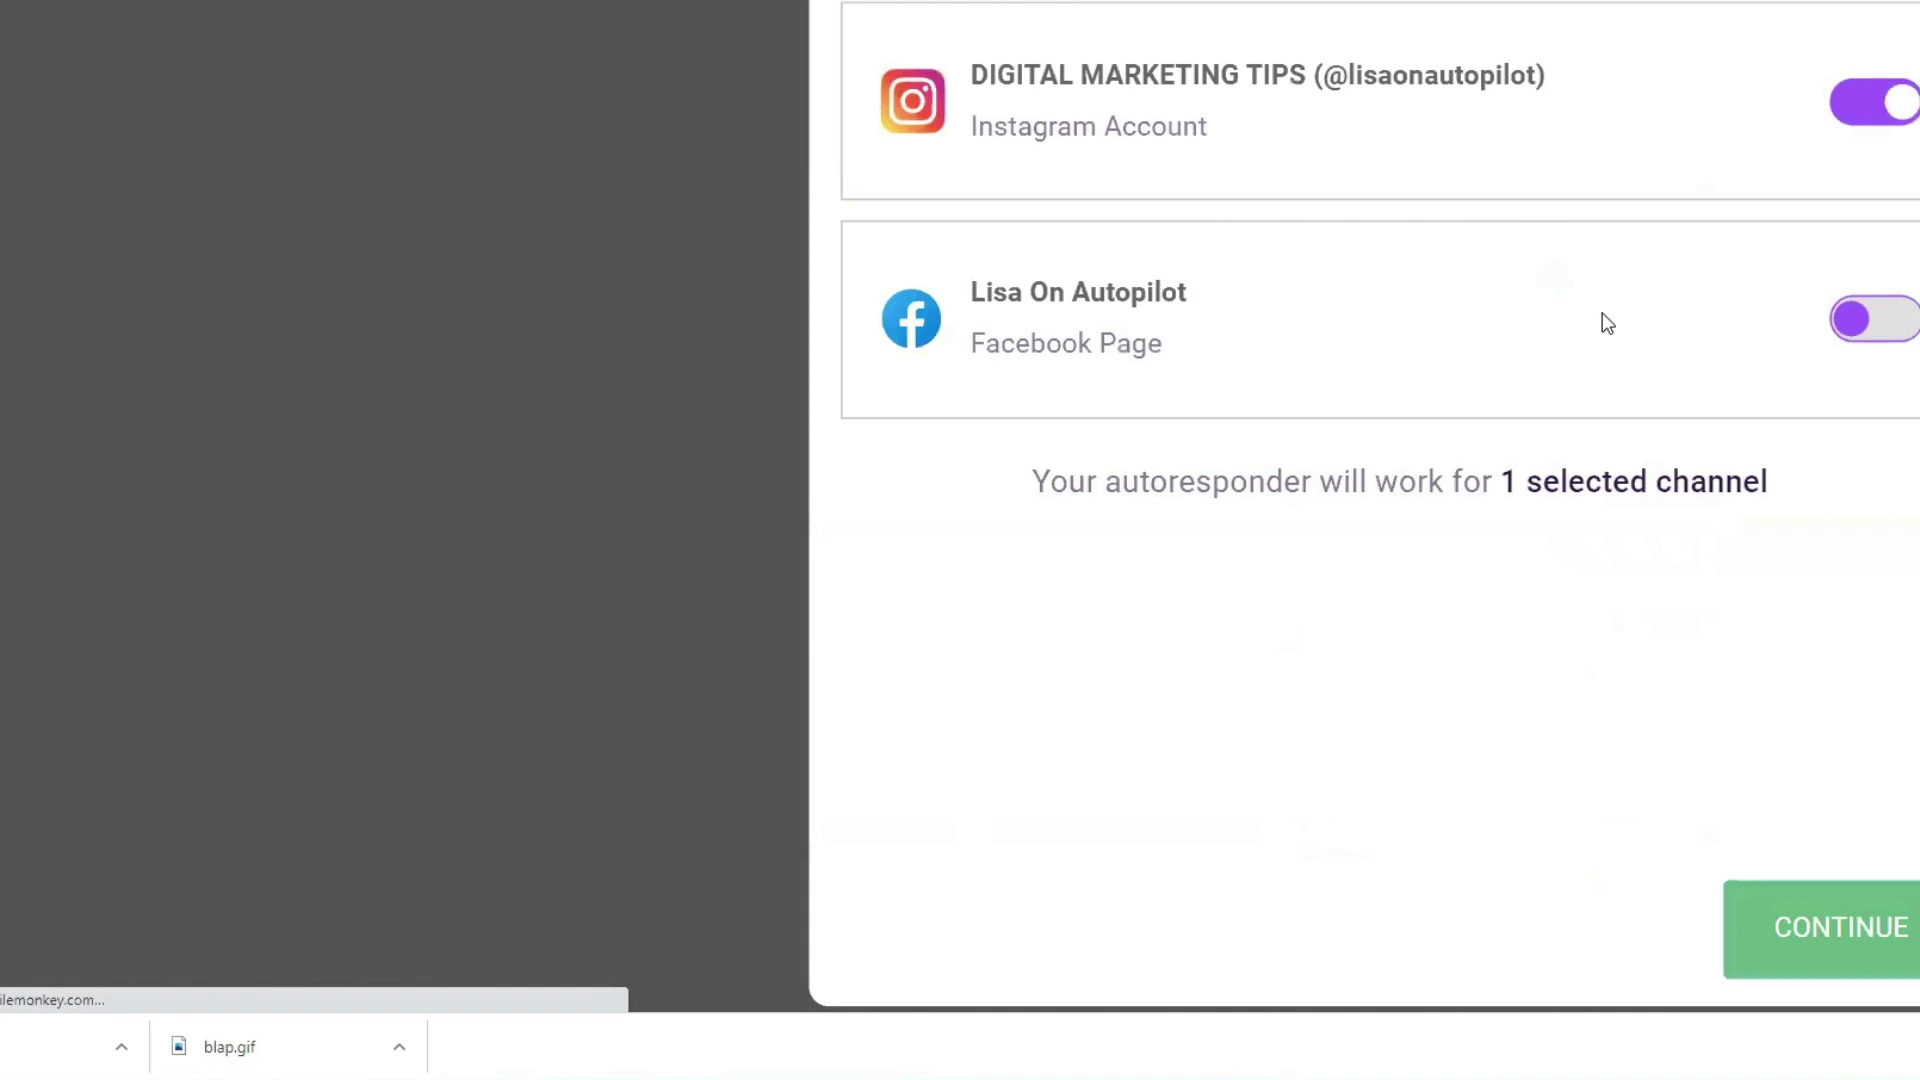 DIGITAL MARKETING TIPS (@lisaonautopilot)
Instagram Account
Lisa On Autopilot
Facebook Page
Your autoresponder will work for 1 selected channel
CONTINUE
ilemonkey.com...
blap.gif